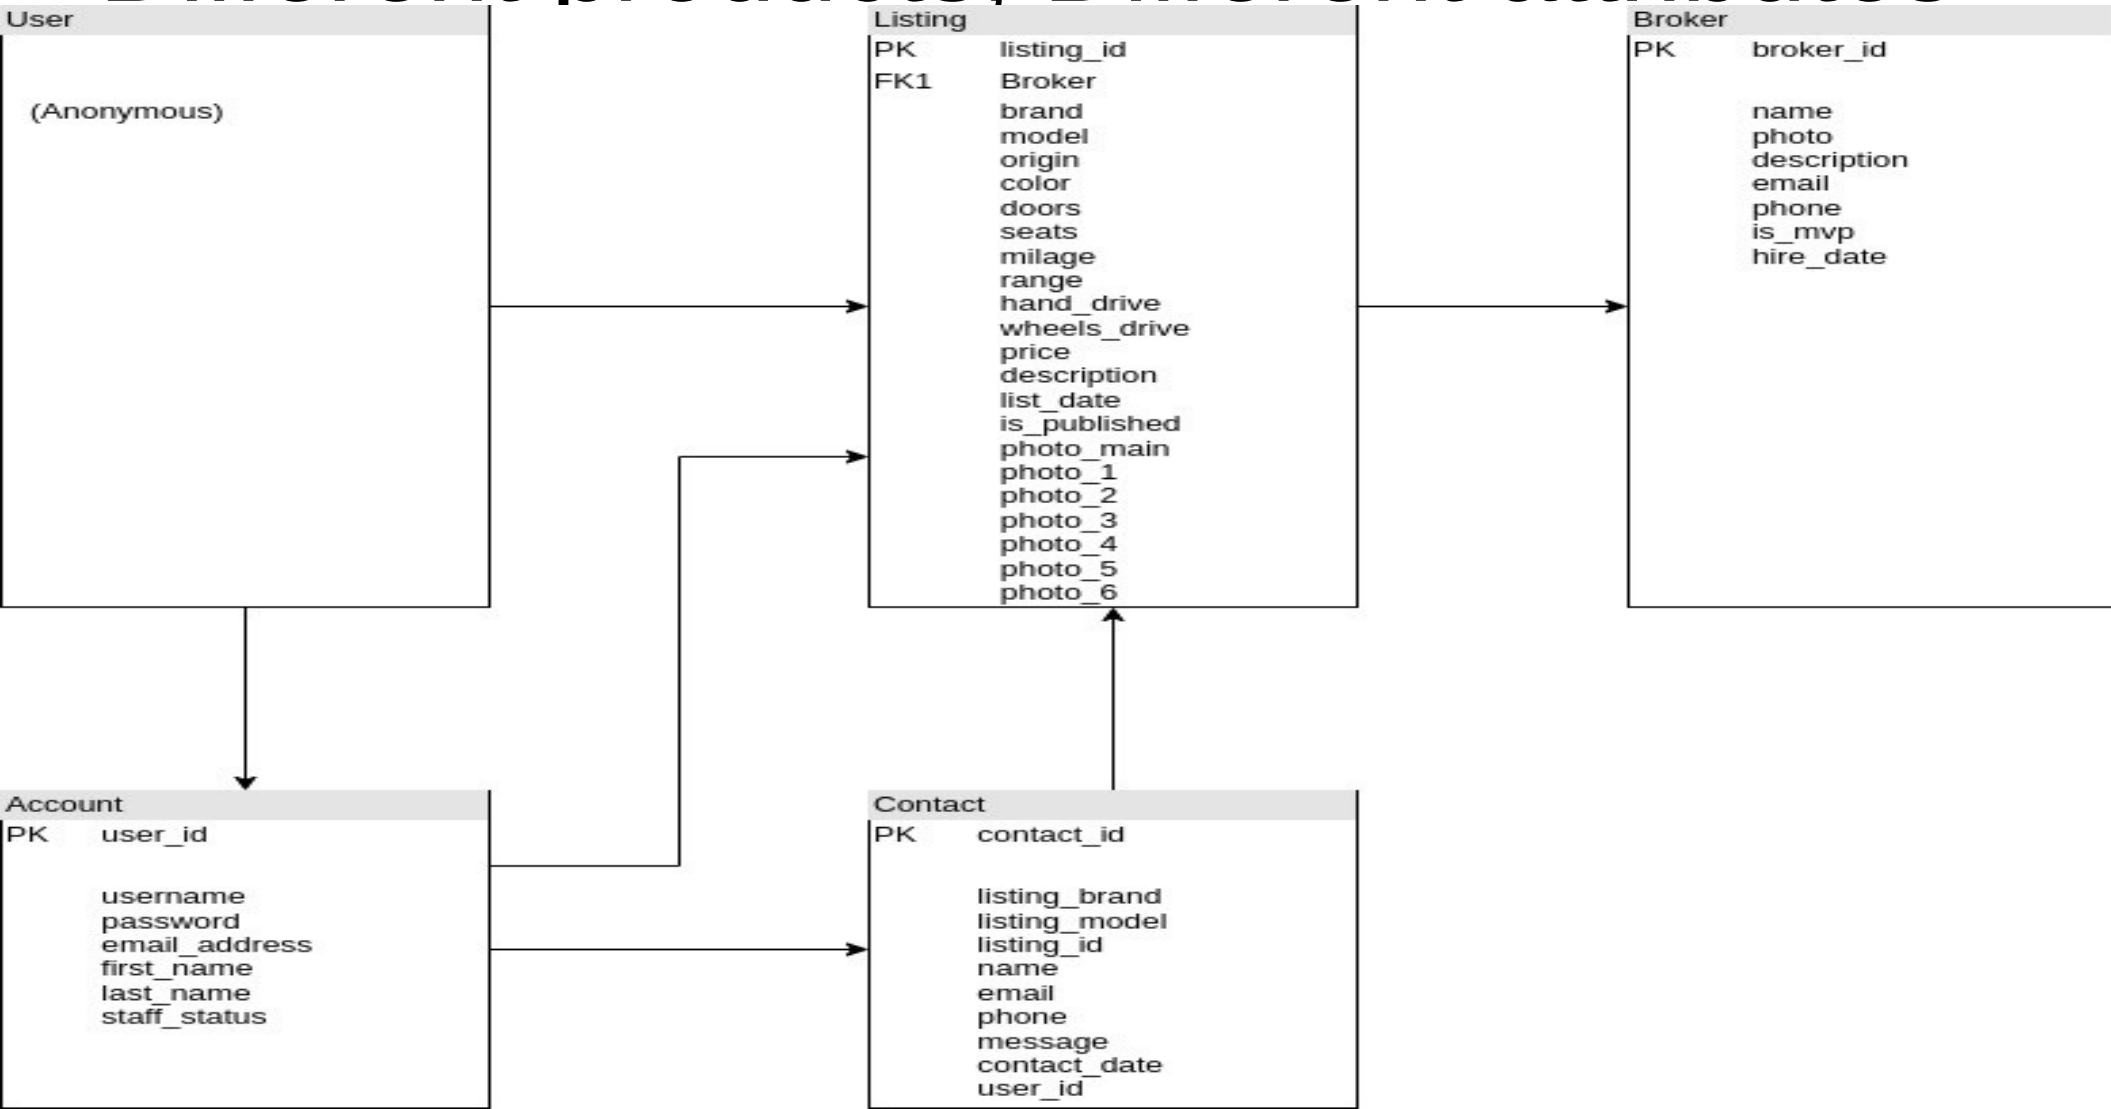 User
(Anonymous)
Listing
PK listing_id
FK1 Broker
brand
model
origin
color
doors
seats
milage
range
hand_drive
wheels_drive
price
description
list_date
is_published
photo_main
photo_1
photo_2
photo_3
photo_4
photo_5
photo_6
Broker
PK broker_id
name
photo
description
email
phone
is_mvp
hire_date
Account
PK user_id
username
password
email_address
first_name
last_name
staff_status
Contact
PK contact_id
listing_brand
listing_model
listing_id
name
email
phone
message
contact_date
user_id